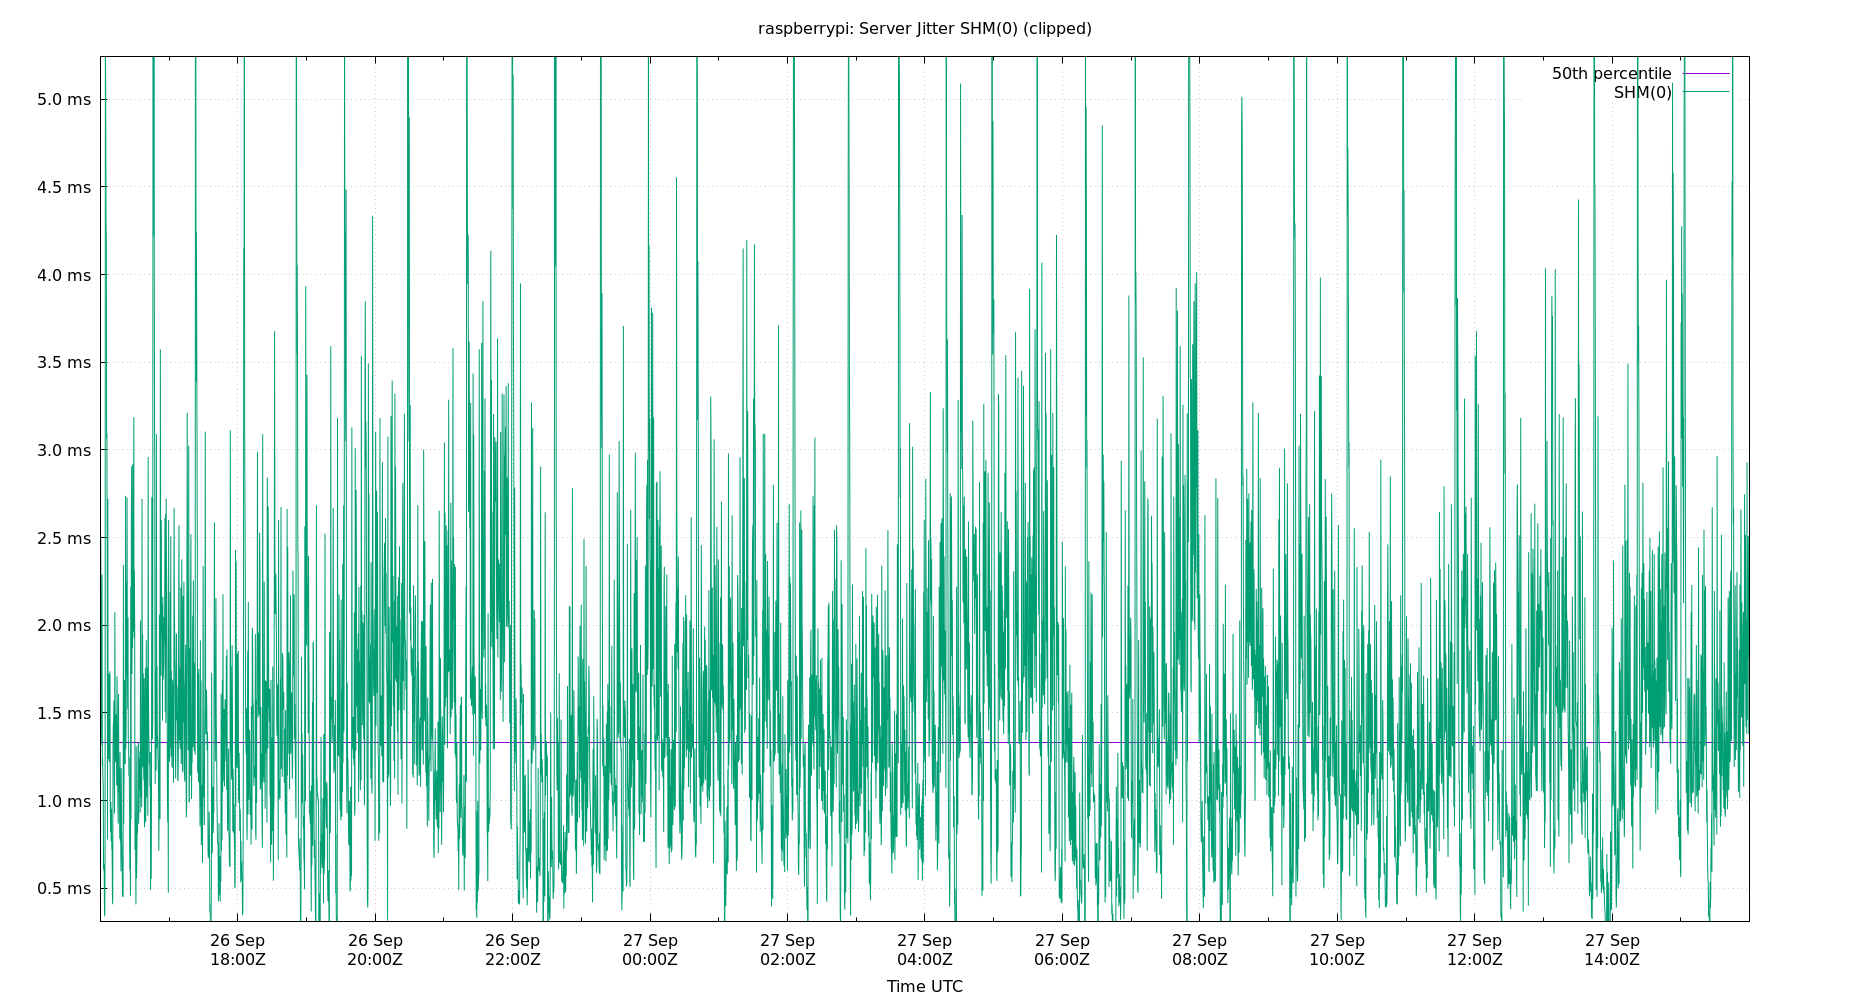 raspberrypi: Server Jitter SHM(0) (clipped)
50th percentile
SHM(0)
5.0 ms
4.5 ms
4.0 ms
3.5 ms
3.0 ms
2.5 ms
2.0 ms
1.5 ms
1.0 ms
0.5 ms
26 Sep 26 Sep 26 Sep 27 Sep 27 Sep 27 Sep 27 Sep 27 Sep 27 Sep 27 Sep 27 Sep
18:00Z 20:00Z 22:00Z 00:00Z 02:00Z 04:00Z 06:00Z 08:00Z 10:00Z 12:00Z 14:00Z
Time UTC